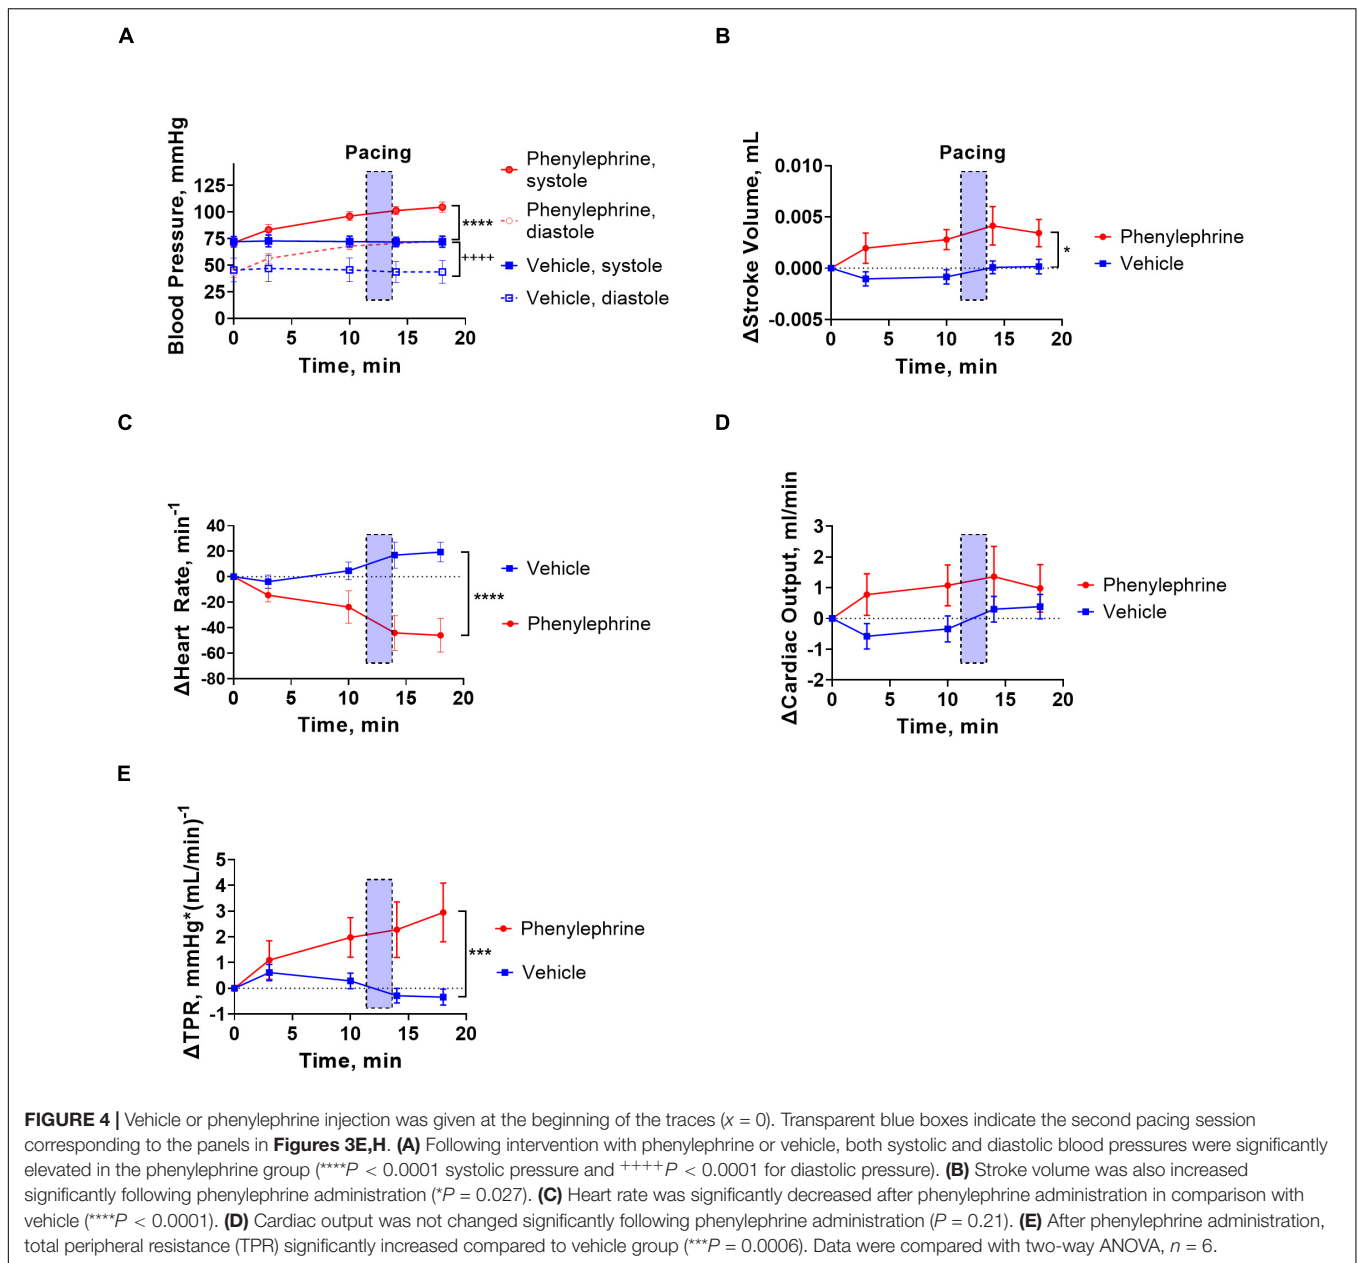 A
Blood Pressure, mmHg
Pacing
125
100
75
50
25
0
0 5 10 15 20
Time, min
****
++++
Phenylephrine,
systole
Phenylephrine,
diastole
Vehicle, systole
Vehicle, diastole
B
ΔStroke Volume, mL
Pacing
0.010
0.005
0.000
-0.005
0 5 10 15 20
Time, min
*
Phenylephrine
Vehicle
C
ΔHeart Rate, min⁻¹
40
20
0
-20
-40
-60
-80
0 5 10 15 20
Time, min
****
Vehicle
Phenylephrine
D
ΔCardiac Output, ml/min
3
2
1
0
-1
-2
0 5 10 15 20
Time, min
Phenylephrine
Vehicle
E
ΔTPR, mmHg*(mL/min)⁻¹
5
4
3
2
1
0
-1
0 5 10 15 20
Time, min
***
Phenylephrine
Vehicle
FIGURE 4 | Vehicle or phenylephrine injection was given at the beginning of the traces (x = 0). Transparent blue boxes indicate the second pacing session
corresponding to the panels in Figures 3E,H. (A) Following intervention with phenylephrine or vehicle, both systolic and diastolic blood pressures were significantly
elevated in the phenylephrine group (****P < 0.0001 systolic pressure and ++++P < 0.0001 for diastolic pressure). (B) Stroke volume was also increased
significantly following phenylephrine administration (*P = 0.027). (C) Heart rate was significantly decreased after phenylephrine administration in comparison with
vehicle (****P < 0.0001). (D) Cardiac output was not changed significantly following phenylephrine administration (P = 0.21). (E) After phenylephrine administration,
total peripheral resistance (TPR) significantly increased compared to vehicle group (***P = 0.0006). Data were compared with two-way ANOVA, n = 6.